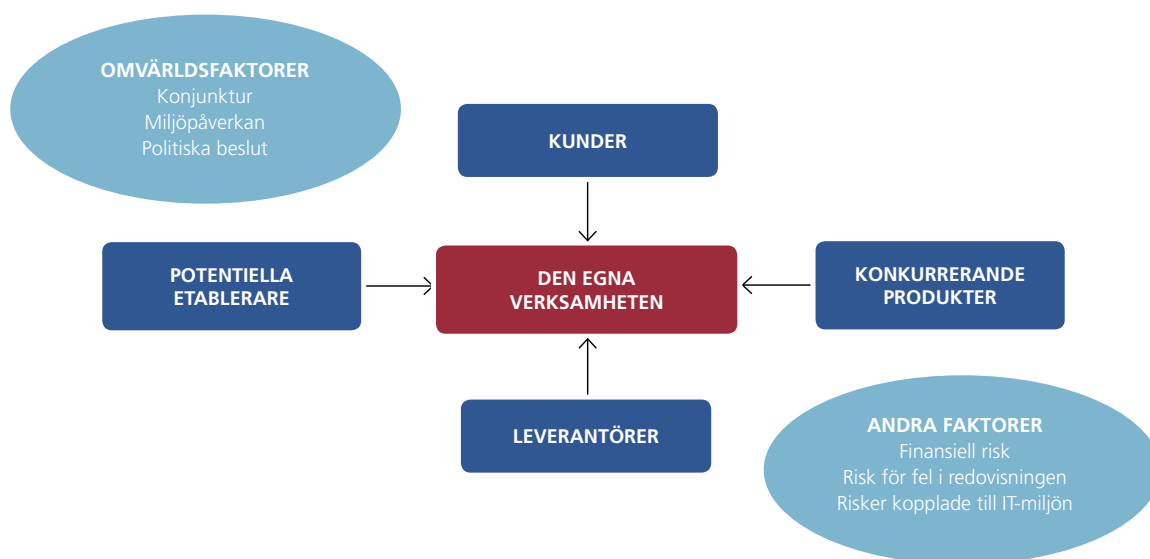 OMVÄRLDSFAKTORER
Konjunktur
Miljöpåverkan
Politiska beslut
KUNDER
POTENTIELLA
ETABLERARE
DEN EGNA
VERKSAMHETEN
KONKURRERANDE
PRODUKTER
LEVERANTÖRER
ANDRA FAKTORER
Finansiell risk
Risk för fel i redovisningen
Risker kopplade till IT-miljön